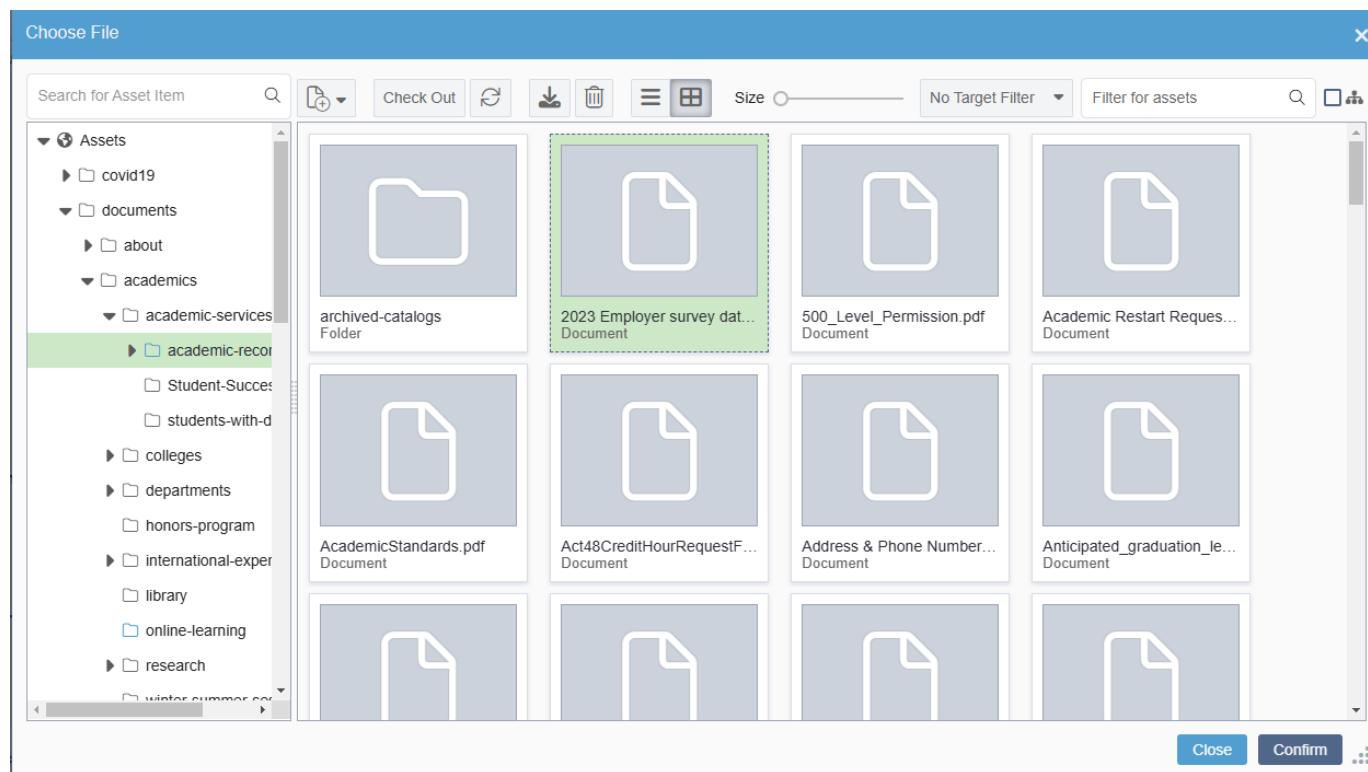 Choose File
Search for Asset Item
Check Out
Size
No Target Filter
Filter for assets
Assets
covid19
documents
about
academics
academic-services
academic-recor
Student-Succes
students-with-d
colleges
departments
honors-program
international-exper
library
online-learning
research
archived-catalogs
Folder
2023 Employer survey dat...
Document
500_Level_Permission.pdf
Document
Academic Restart Reques...
Document
AcademicStandards.pdf
Document
Act48CreditHourRequestF...
Document
Address & Phone Number...
Document
Anticipated_graduation_le...
Document
Close
Confirm